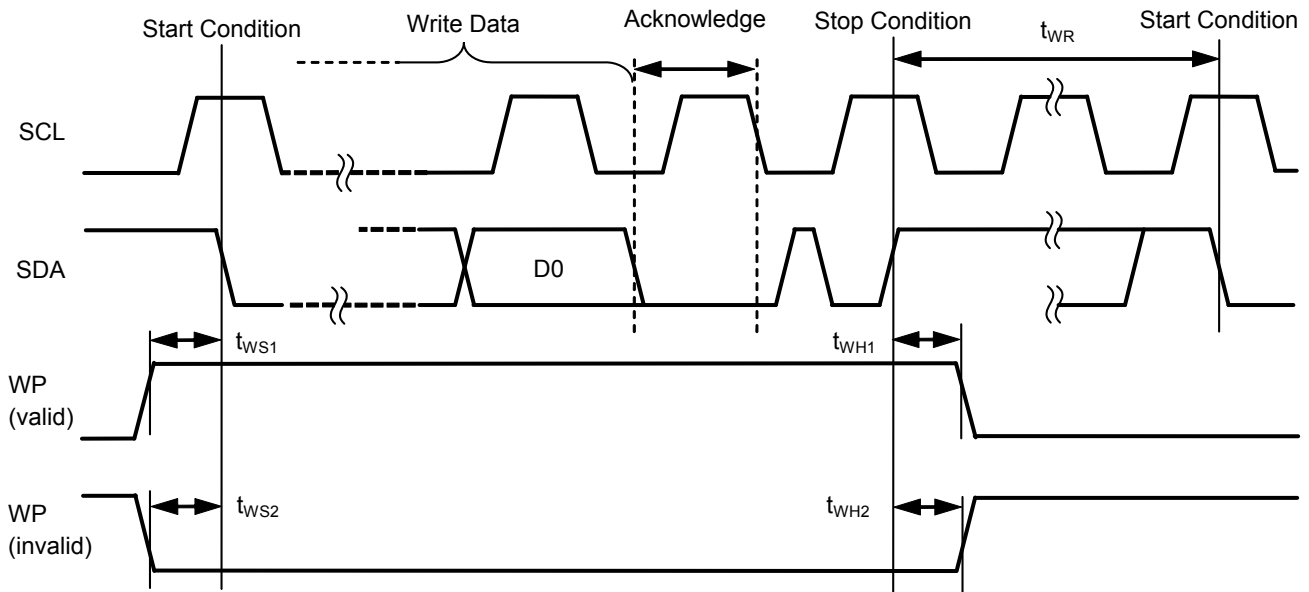 Start Condition
Write Data
Acknowledge
Stop Condition
tWR
Start Condition
SCL
SDA
D0
tWS1
tWH1
WP
(valid)
tWS2
tWH2
WP
(invalid)